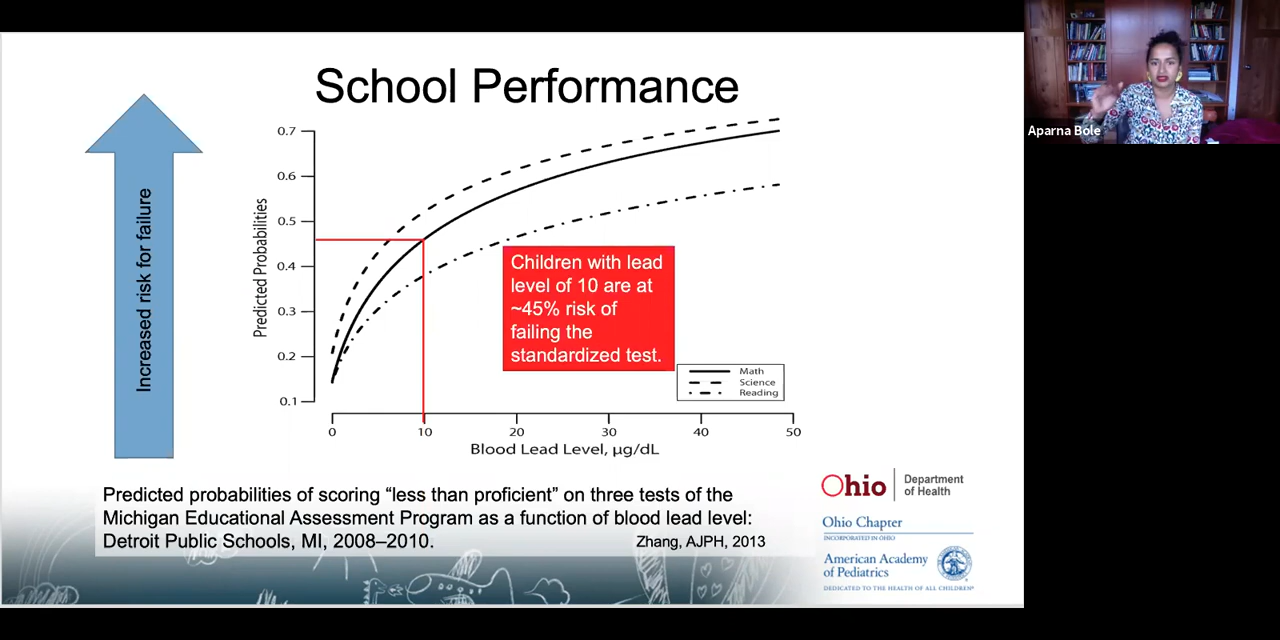 School Performance
Aparna Bole
Increased risk for failure
Predicted Probabilities
0.7
0.6
0.5
0.4
0.3
0.2
0.1
Children with lead
level of 10 are at
~45% risk of
failing the
standardized test.
Math
Science
Reading
0 10 20 30 40 50
Blood Lead Level, µg/dL
Predicted probabilities of scoring “less than proficient” on three tests of the
Michigan Educational Assessment Program as a function of blood lead level:
Detroit Public Schools, MI, 2008–2010.
Zhang, AJPH, 2013
Ohio
Department
of Health
Ohio Chapter
INCORPORATED IN OHIO
American Academy
of Pediatrics
DEDICATED TO THE HEALTH OF ALL CHILDREN®